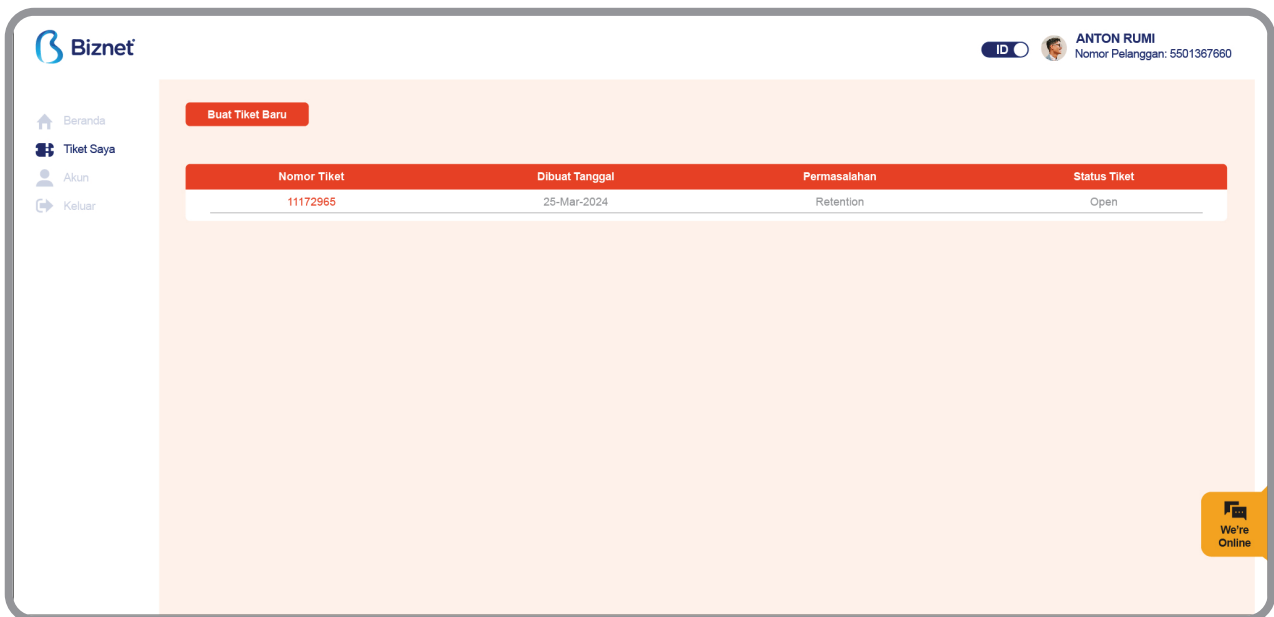 Biznet
ID
ANTON RUMI
Nomor Pelanggan: 5501367660
Beranda
Tiket Saya
Akun
Keluar
Buat Tiket Baru
Nomor Tiket Dibuat Tanggal Permasalahan Status Tiket
11172965 25-Mar-2024 Retention Open
We're
Online